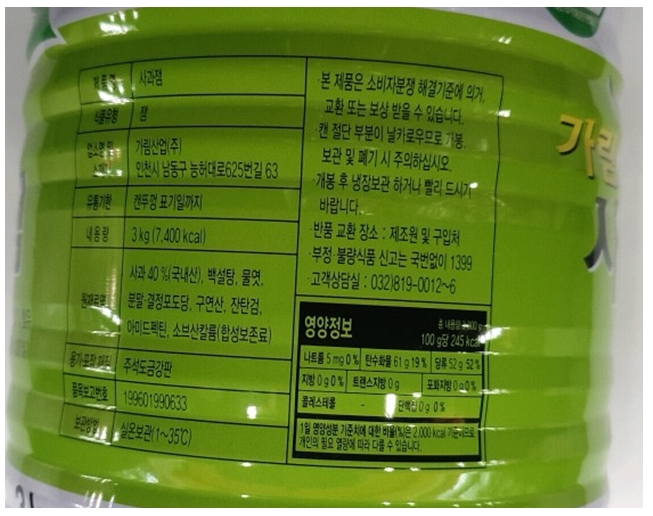 제품명 사과잼
식품유형 잼
업소명 및 가림산업(주)
소재지 인천시 남동구 능허대로625번길 63
유통기한 캔뚜껑 표기일까지
내용량 3 kg (7,400 kcal)
원재료명 사과 40 %(국내산), 백설탕, 물엿,
분말·결정포도당, 구연산, 잔탄검,
아미드펙틴, 소브산칼륨(합성보존료)
용기·포장 재질 주석도금강판
품목보고번호 199601990633
보관방법 실온보관(1~35℃)
·본 제품은 소비자분쟁 해결기준에 의거,
교환 또는 보상 받을 수 있습니다.
·캔 절단 부분이 날카로우므로 개봉,
보관 및 폐기 시 주의하십시오.
·개봉 후 냉장보관 하거나 빨리 드시기
바랍니다.
·반품 교환 장소 : 제조원 및 구입처
·부정·불량식품 신고는 국번없이 1399
·고객상담실 : 032)819-0012~6
영양정보
총 내용량 3,000 g
100 g당 245 kcal
나트륨 5 mg 0 % 탄수화물 61 g 19 % 당류 52 g 52 %
지방 0 g 0 % 트랜스지방 0 g 포화지방 0 g 0 %
콜레스테롤 - 단백질 0 g 0 %
1일 영양성분 기준치에 대한 비율(%)은 2,000 kcal 기준이므로
개인의 필요 열량에 따라 다를 수 있습니다.
가림